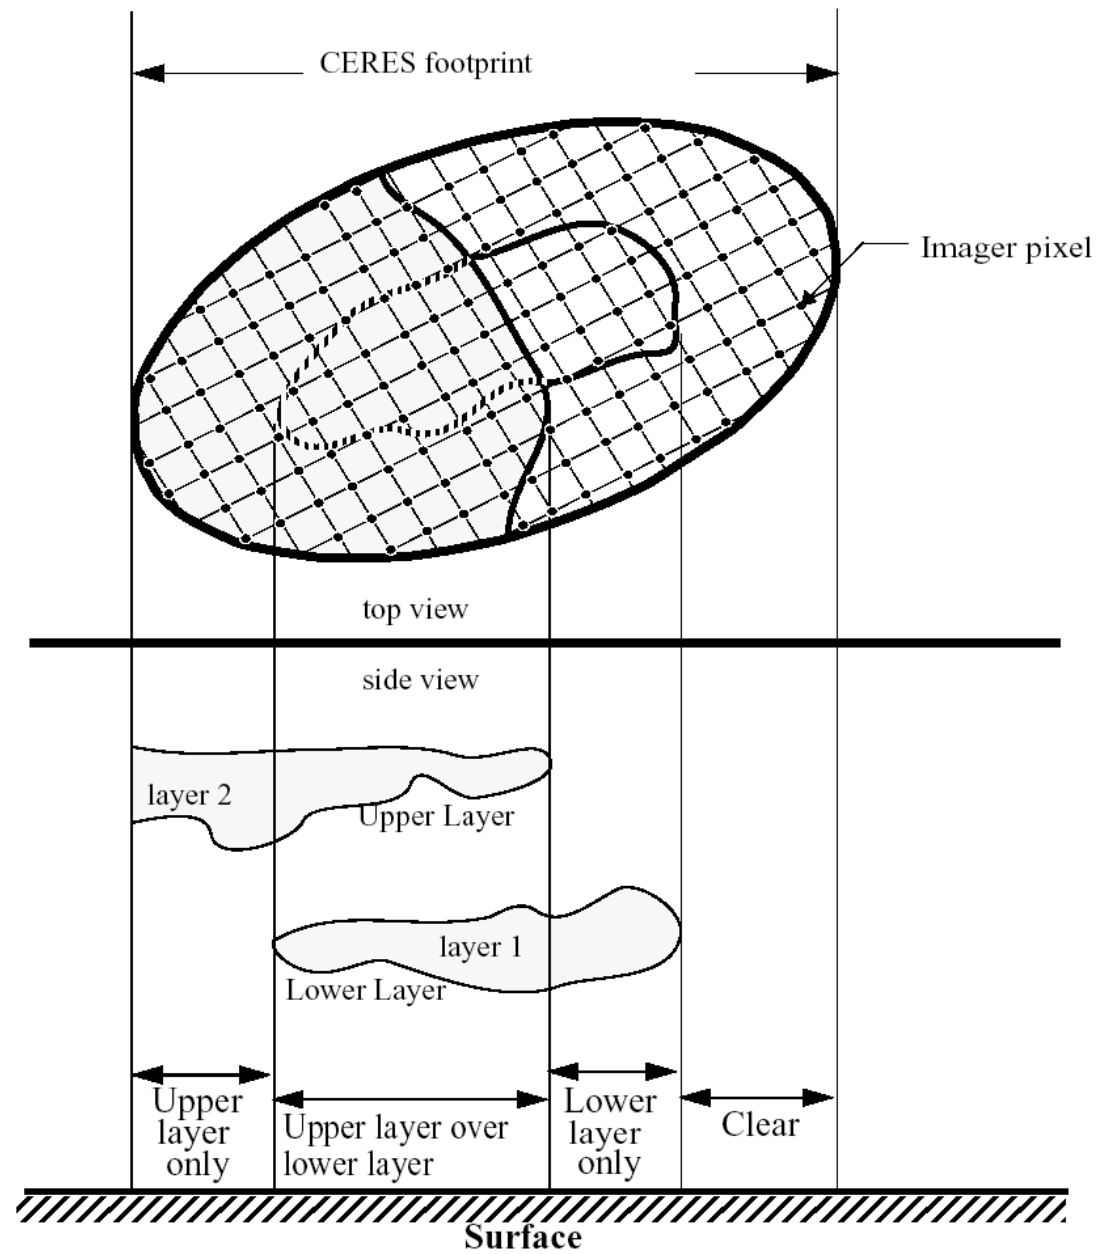 CERES footprint
Imager pixel
top view
side view
layer 2
Upper Layer
layer 1
Lower Layer
Upper
layer
only
Upper layer over
lower layer
Lower
layer
only
Clear
Surface